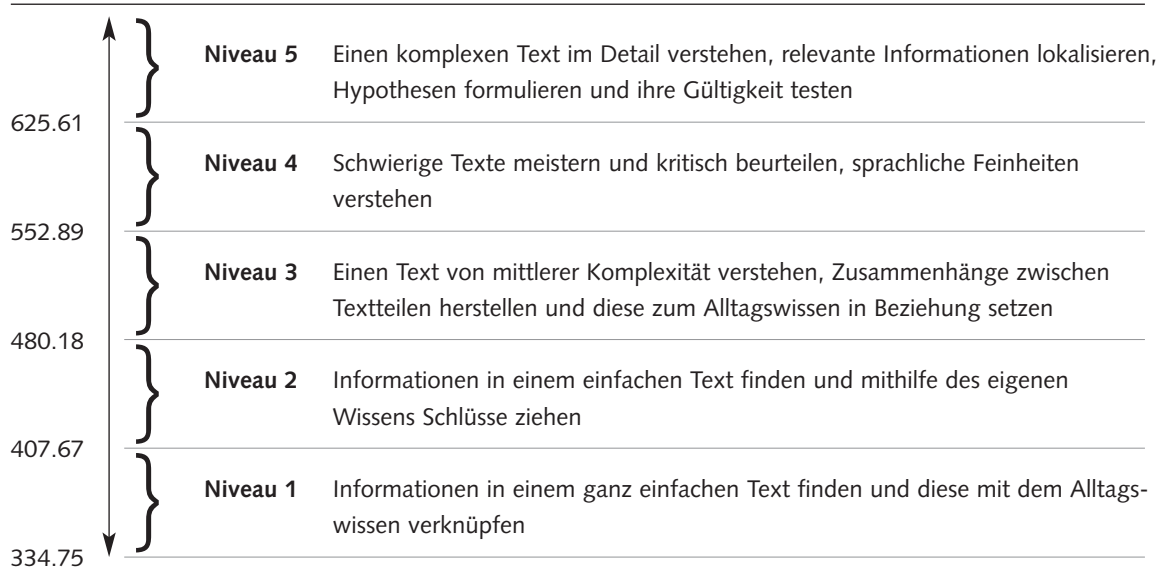 Niveau 5 Einen komplexen Text im Detail verstehen, relevante Informationen lokalisieren,
Hypothesen formulieren und ihre Gültigkeit testen
625.61
Niveau 4 Schwierige Texte meistern und kritisch beurteilen, sprachliche Feinheiten
verstehen
552.89
Niveau 3 Einen Text von mittlerer Komplexität verstehen, Zusammenhänge zwischen
Textteilen herstellen und diese zum Alltagswissen in Beziehung setzen
480.18
Niveau 2 Informationen in einem einfachen Text finden und mithilfe des eigenen
Wissens Schlüsse ziehen
407.67
Niveau 1 Informationen in einem ganz einfachen Text finden und diese mit dem Alltags-
wissen verknüpfen
334.75